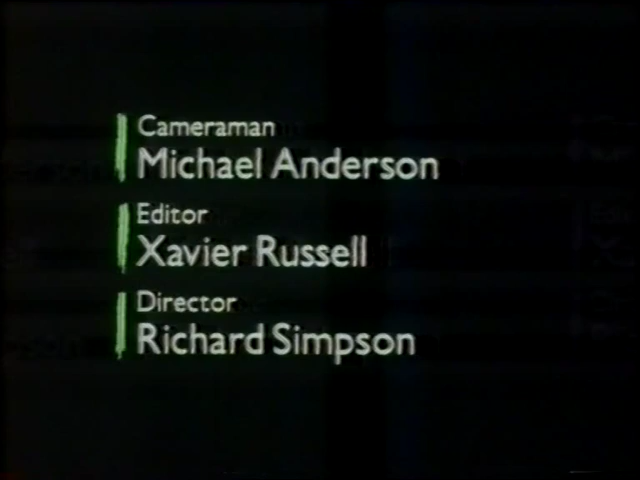 Cameraman
Michael Anderson
Editor
Xavier Russell
Director
Richard Simpson